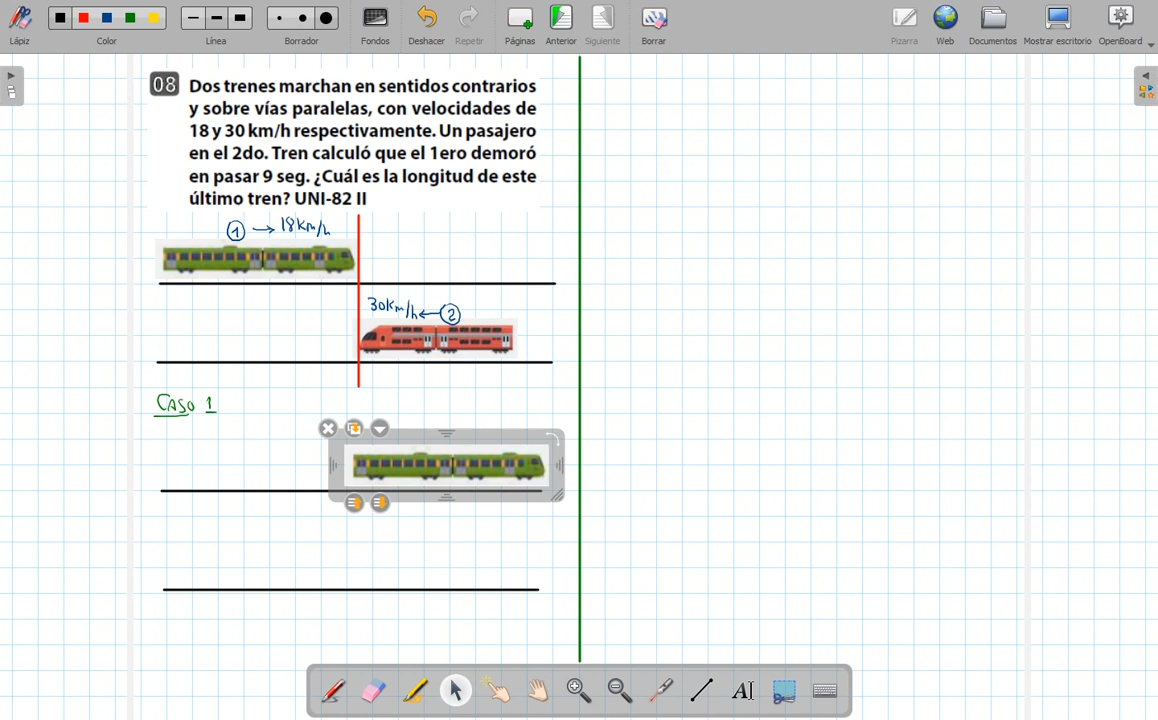 Lápiz
Color
Línea
Borrador
Fondos
Deshacer
Repetir
Páginas
Anterior
Siguiente
Borrar
Pizarra
Web
Documentos
Mostrar escritorio
OpenBoard
08
Dos trenes marchan en sentidos contrarios
y sobre vías paralelas, con velocidades de
18 y 30 km/h respectivamente. Un pasajero
en el 2do. Tren calculó que el 1ero demoró
en pasar 9 seg. ¿Cuál es la longitud de este
último tren? UNI-82 II
1 → 18km/h
30km/h ← 2
CASO 1